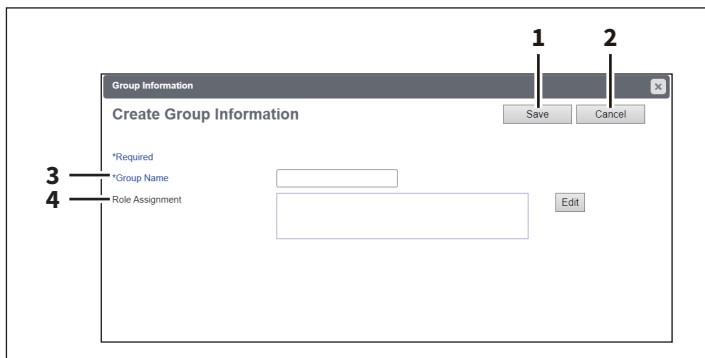 1 2
Group Information
Create Group Information Save Cancel
*Required
3 *Group Name
4 Role Assignment Edit